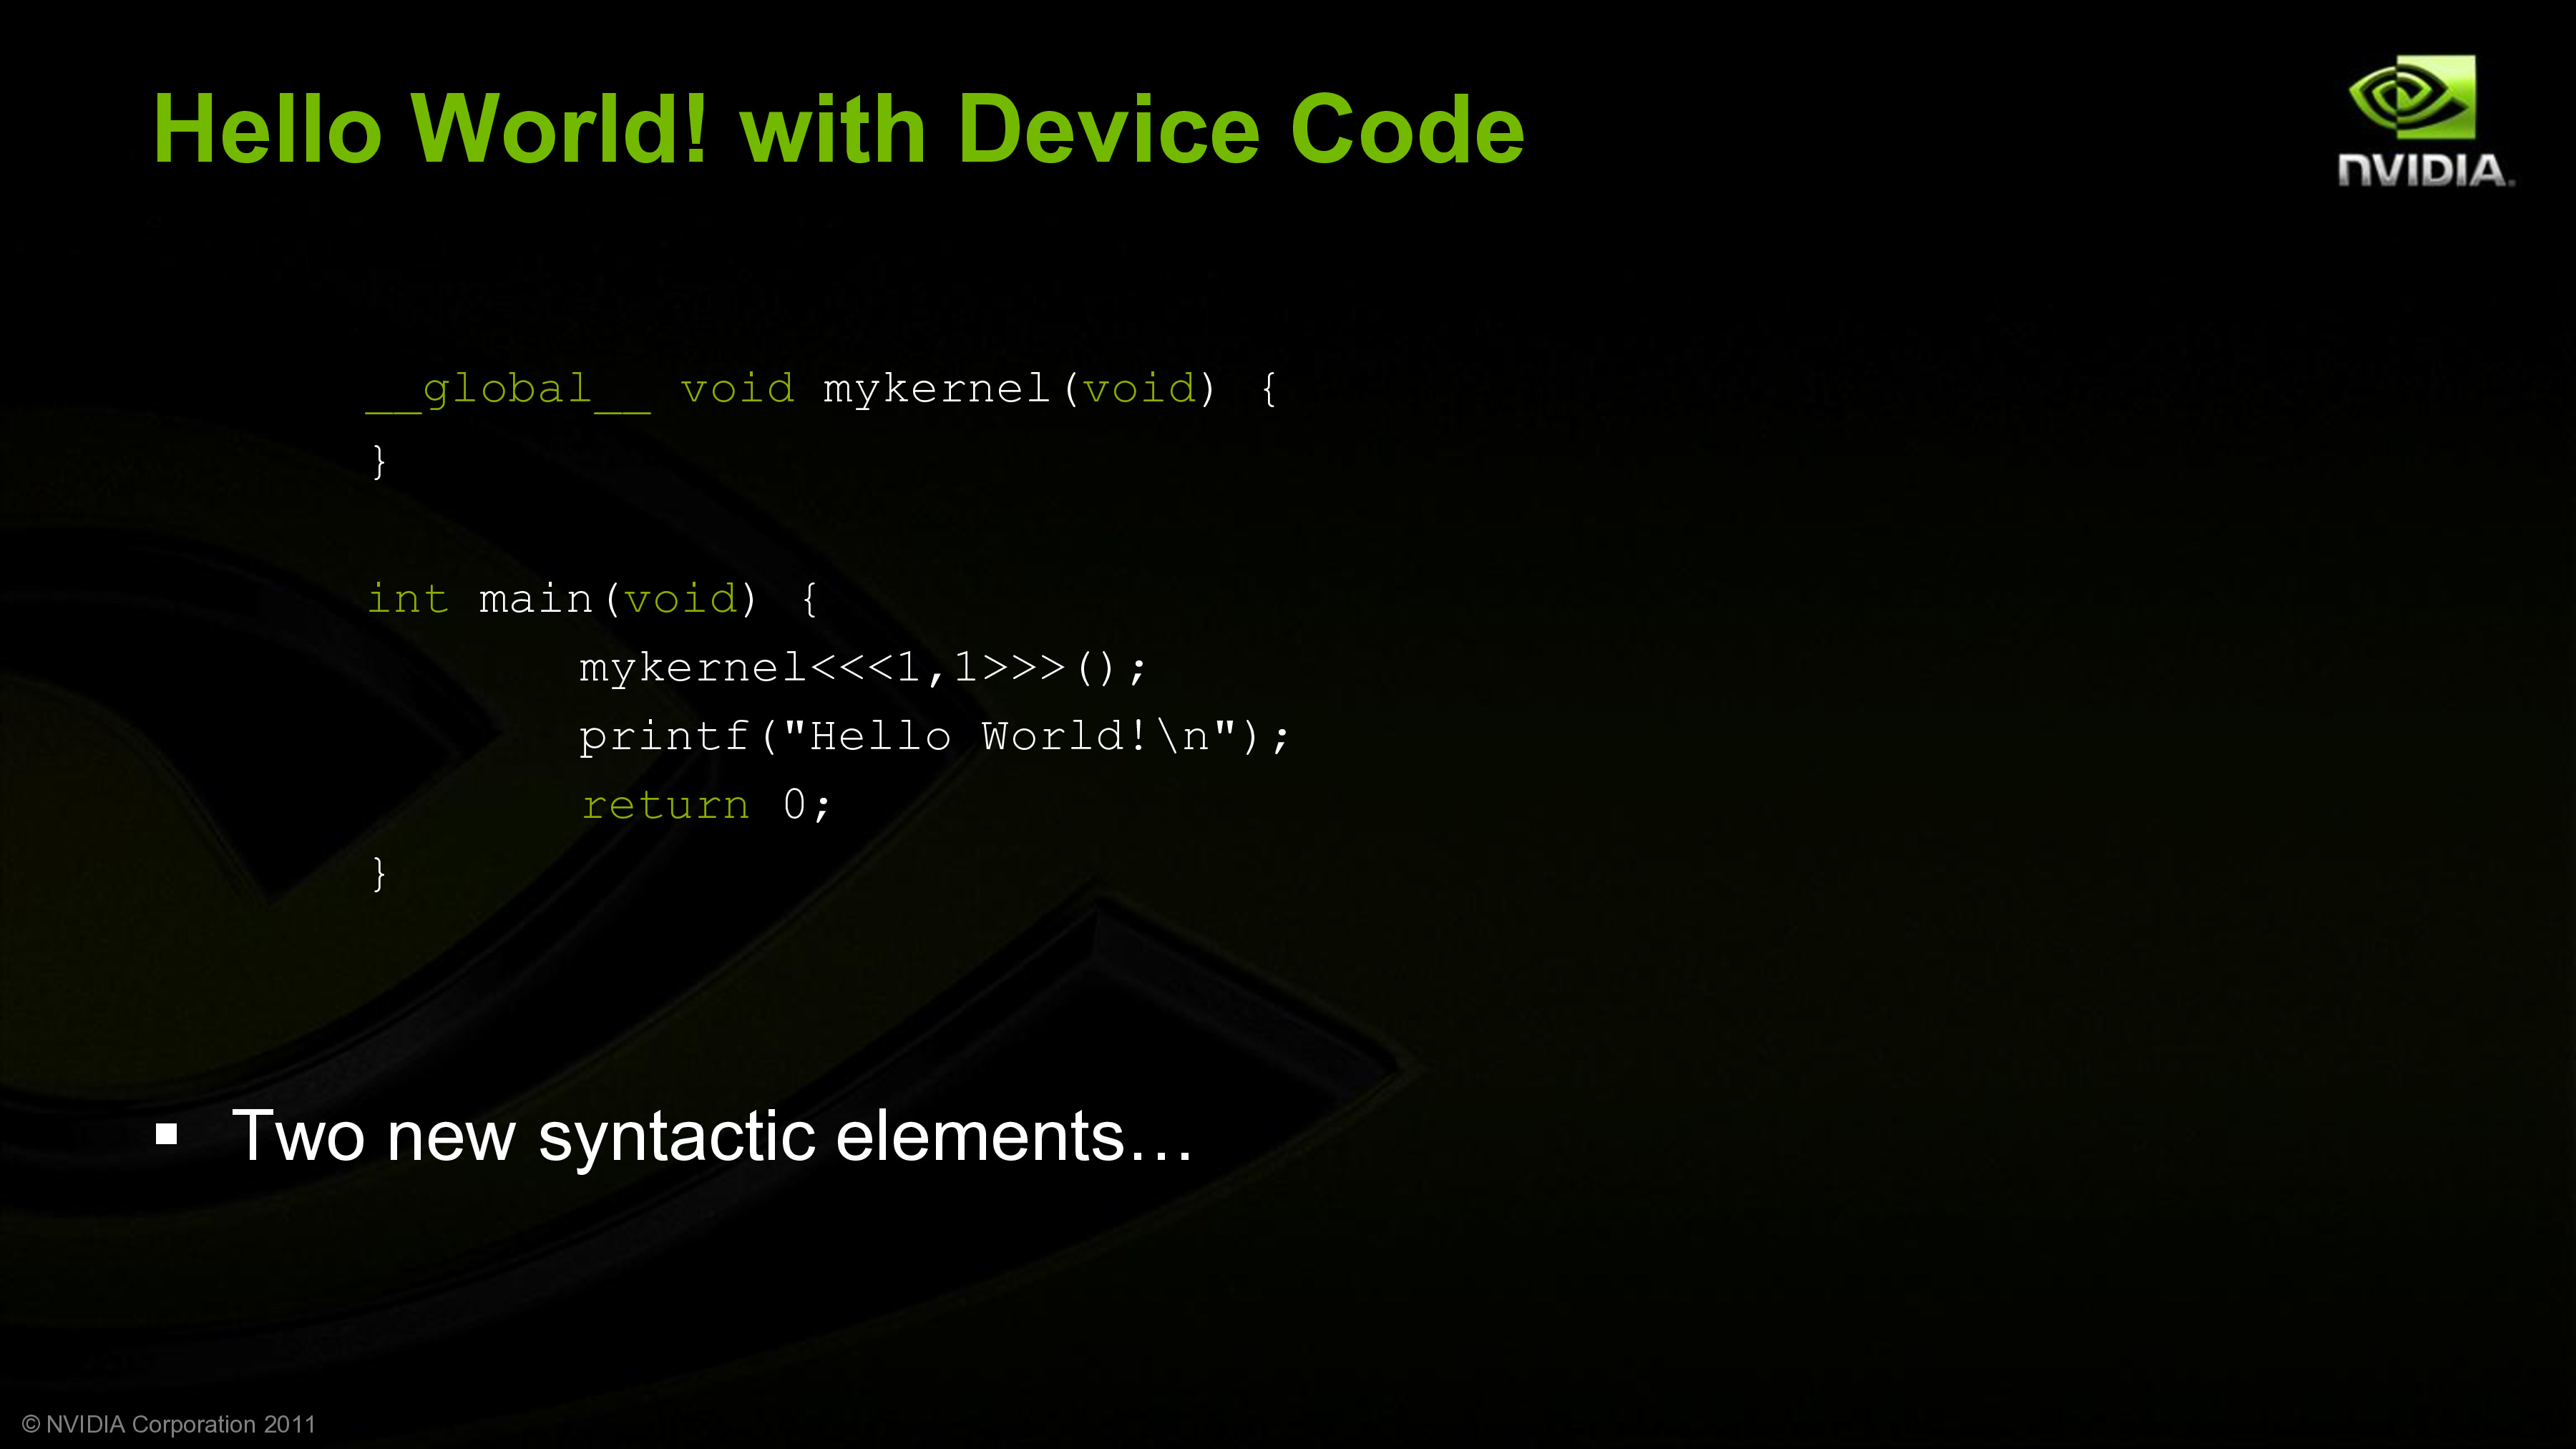 Hello World! with Device Code
NVIDIA.
__global__ void mykernel(void) {
}
int main(void) {
mykernel<<<1,1>>>();
printf("Hello World!\n");
return 0;
}
▪ Two new syntactic elements…
© NVIDIA Corporation 2011